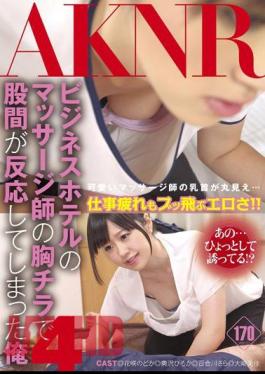 AKNR
ビジネスホテルの
マッサージ師の胸チラで
股間が反応してしまった俺
4
可愛いマッサージ師の乳首が丸見え…
仕事疲れもブッ飛ぶエロさ!!
あの…
ひょっとして
誘ってる!?
170
CAST